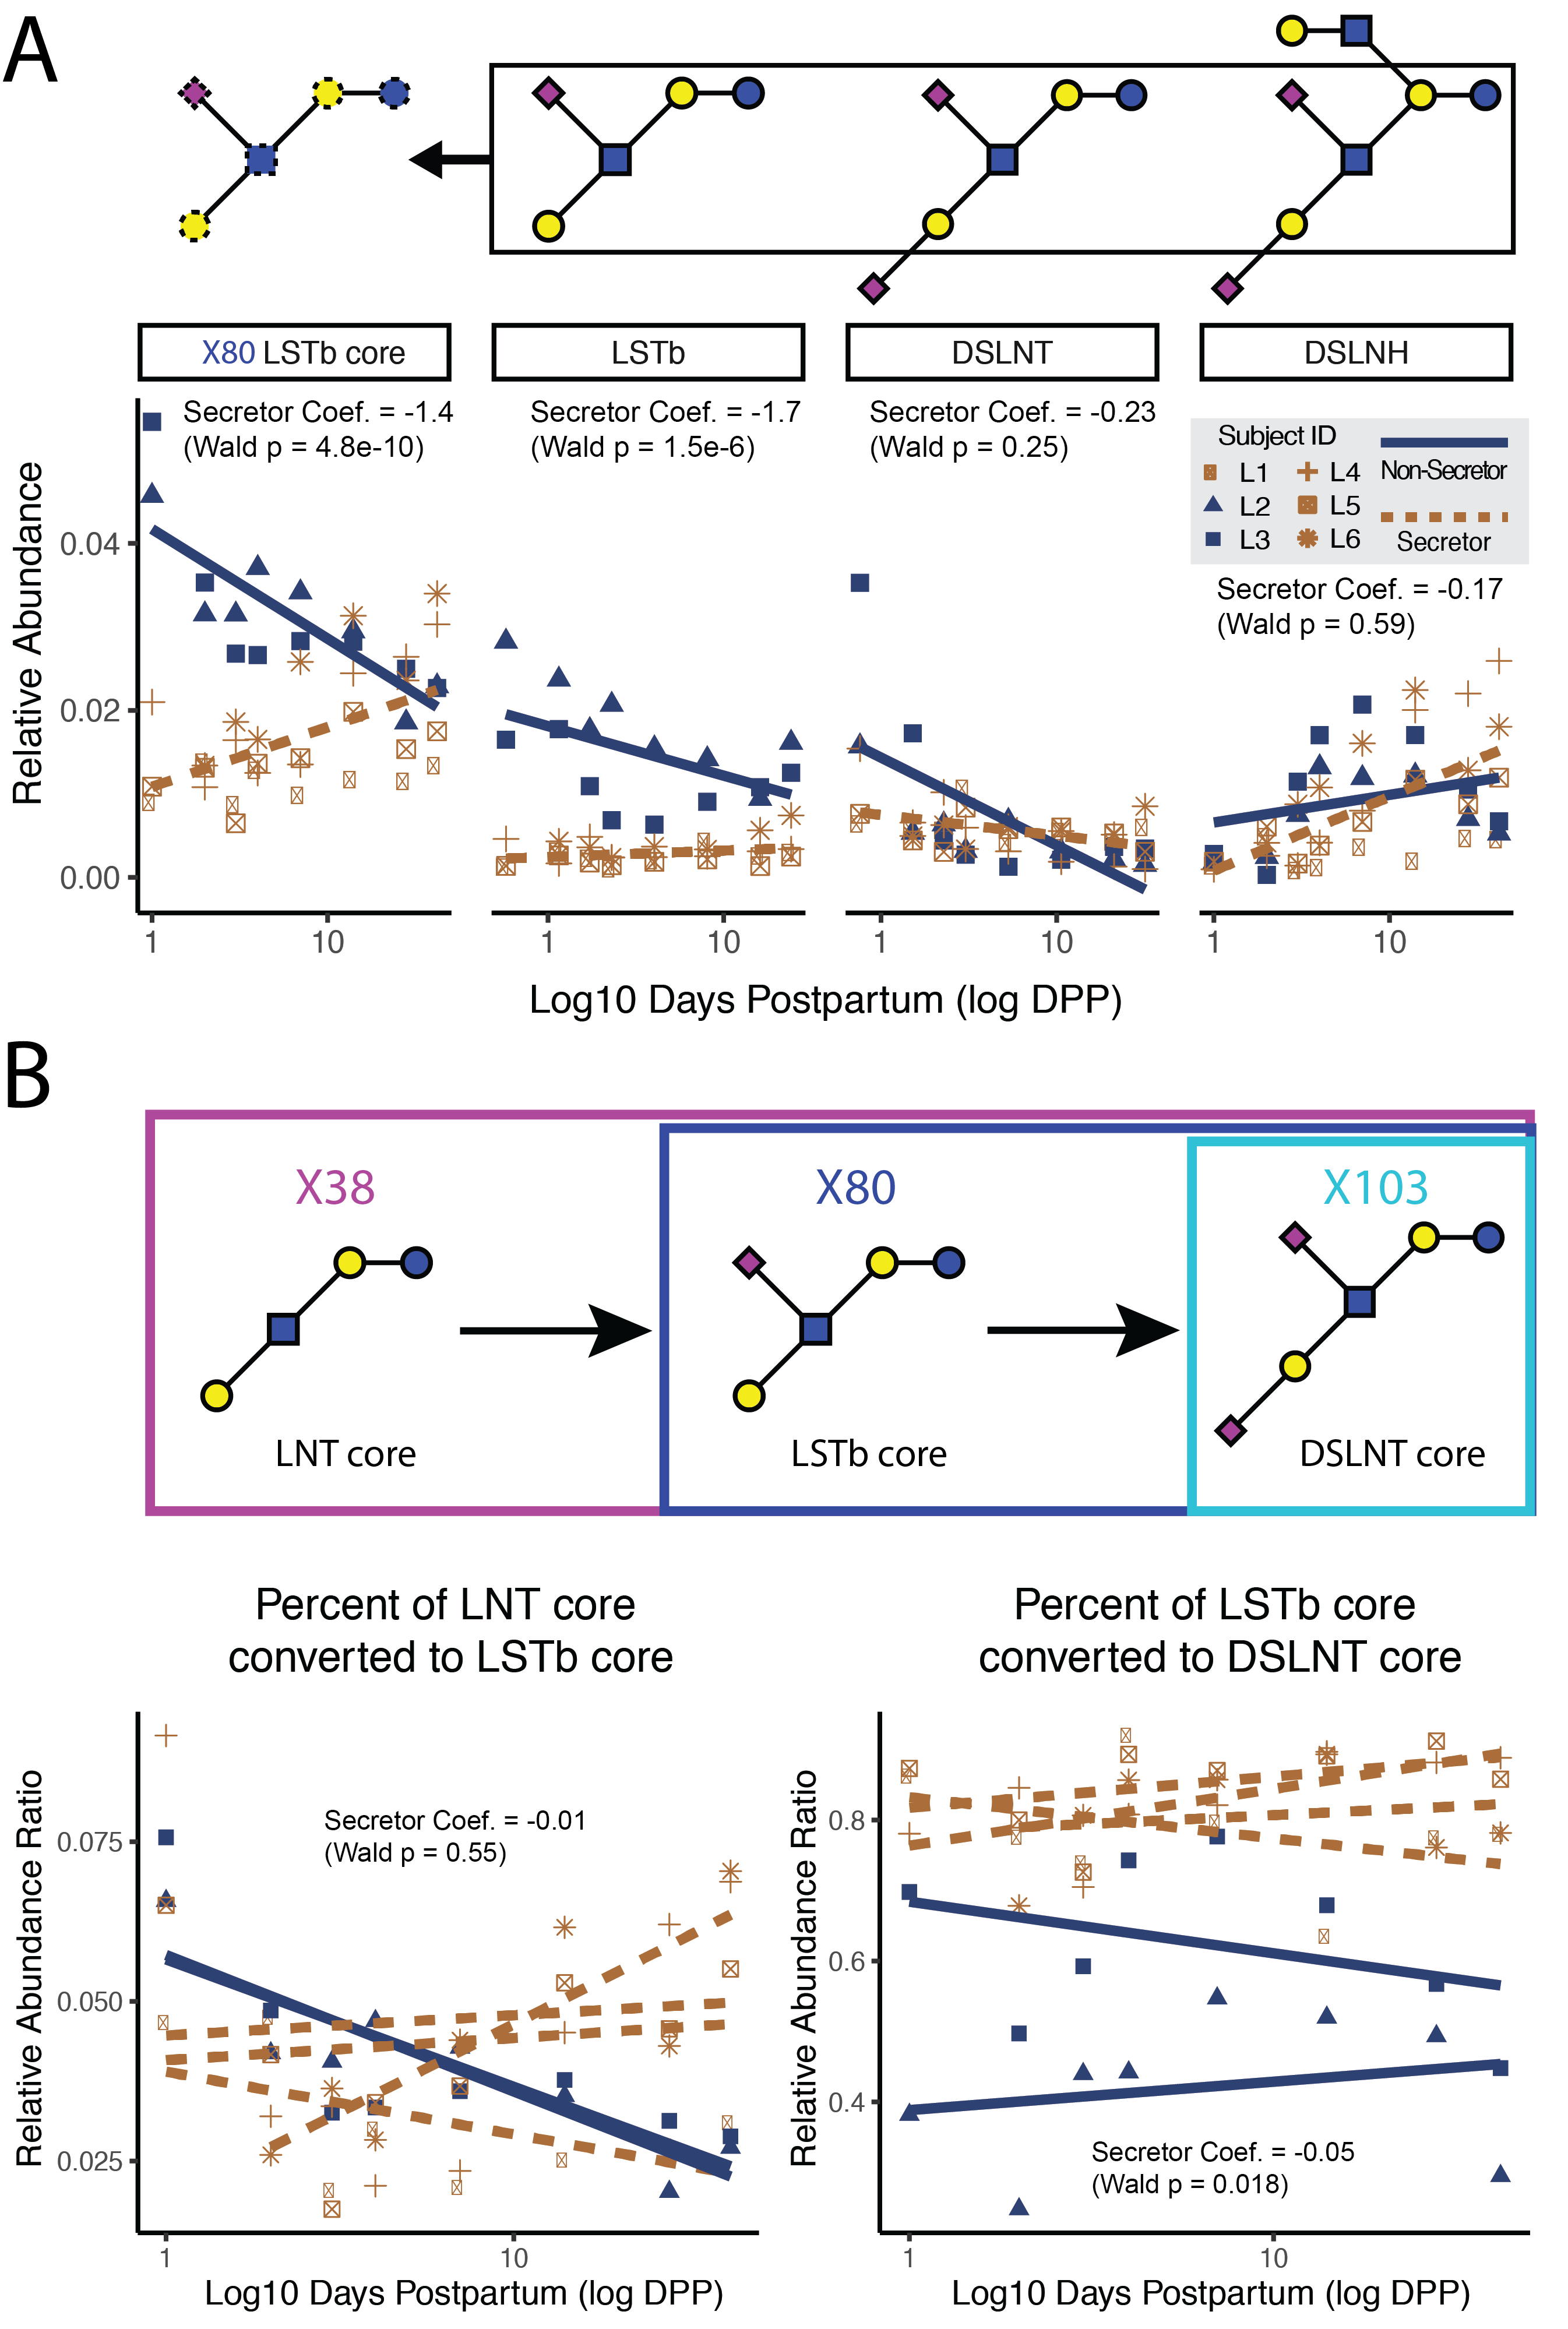 A
X80 LSTb core
LSTb
DSLNT
DSLNH
Secretor Coef. = -1.4
(Wald p = 4.8e-10)
Secretor Coef. = -1.7
(Wald p = 1.5e-6)
Secretor Coef. = -0.23
(Wald p = 0.25)
Subject ID
L1
L2
L3
L4
L5
L6
Non-Secretor
Secretor
Secretor Coef. = -0.17
(Wald p = 0.59)
Relative Abundance
0.04
0.02
0.00
1 10
1 10
1 10
1 10
Log10 Days Postpartum (log DPP)
B
X38
X80
X103
LNT core
LSTb core
DSLNT core
Percent of LNT core
converted to LSTb core
Relative Abundance Ratio
0.075
0.050
0.025
Secretor Coef. = -0.01
(Wald p = 0.55)
1 10
Log10 Days Postpartum (log DPP)
Percent of LSTb core
converted to DSLNT core
Relative Abundance Ratio
0.8
0.6
0.4
Secretor Coef. = -0.05
(Wald p = 0.018)
1 10
Log10 Days Postpartum (log DPP)